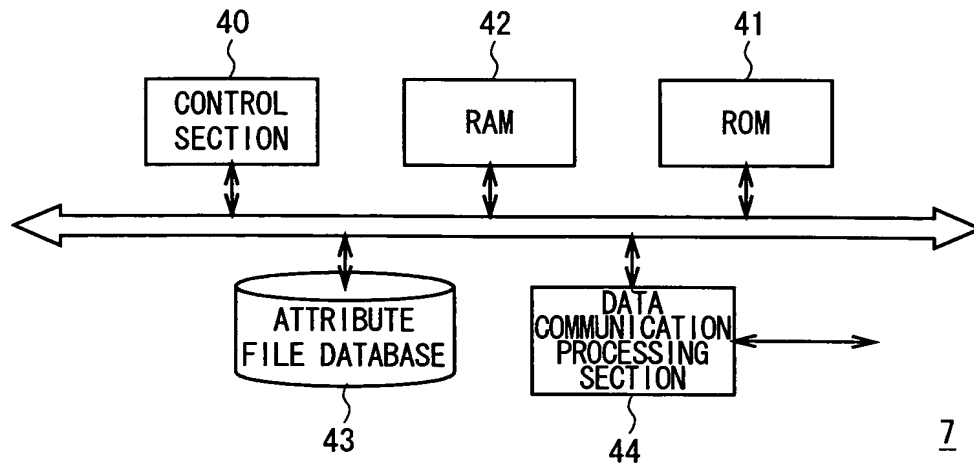 40
42
41
CONTROL
SECTION
RAM
ROM
ATTRIBUTE
FILE DATABASE
DATA
COMMUNICATION
PROCESSING
SECTION
43
44
7